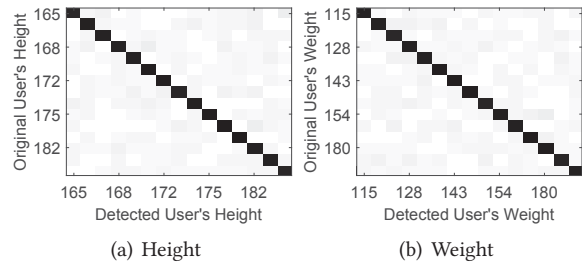 Original User's Height
165
168
172
175
182
165 168 172 175 182
Detected User's Height
(a) Height
Original User's Weight
115
128
143
154
180
115 128 143 154 180
Detected User's Weight
(b) Weight